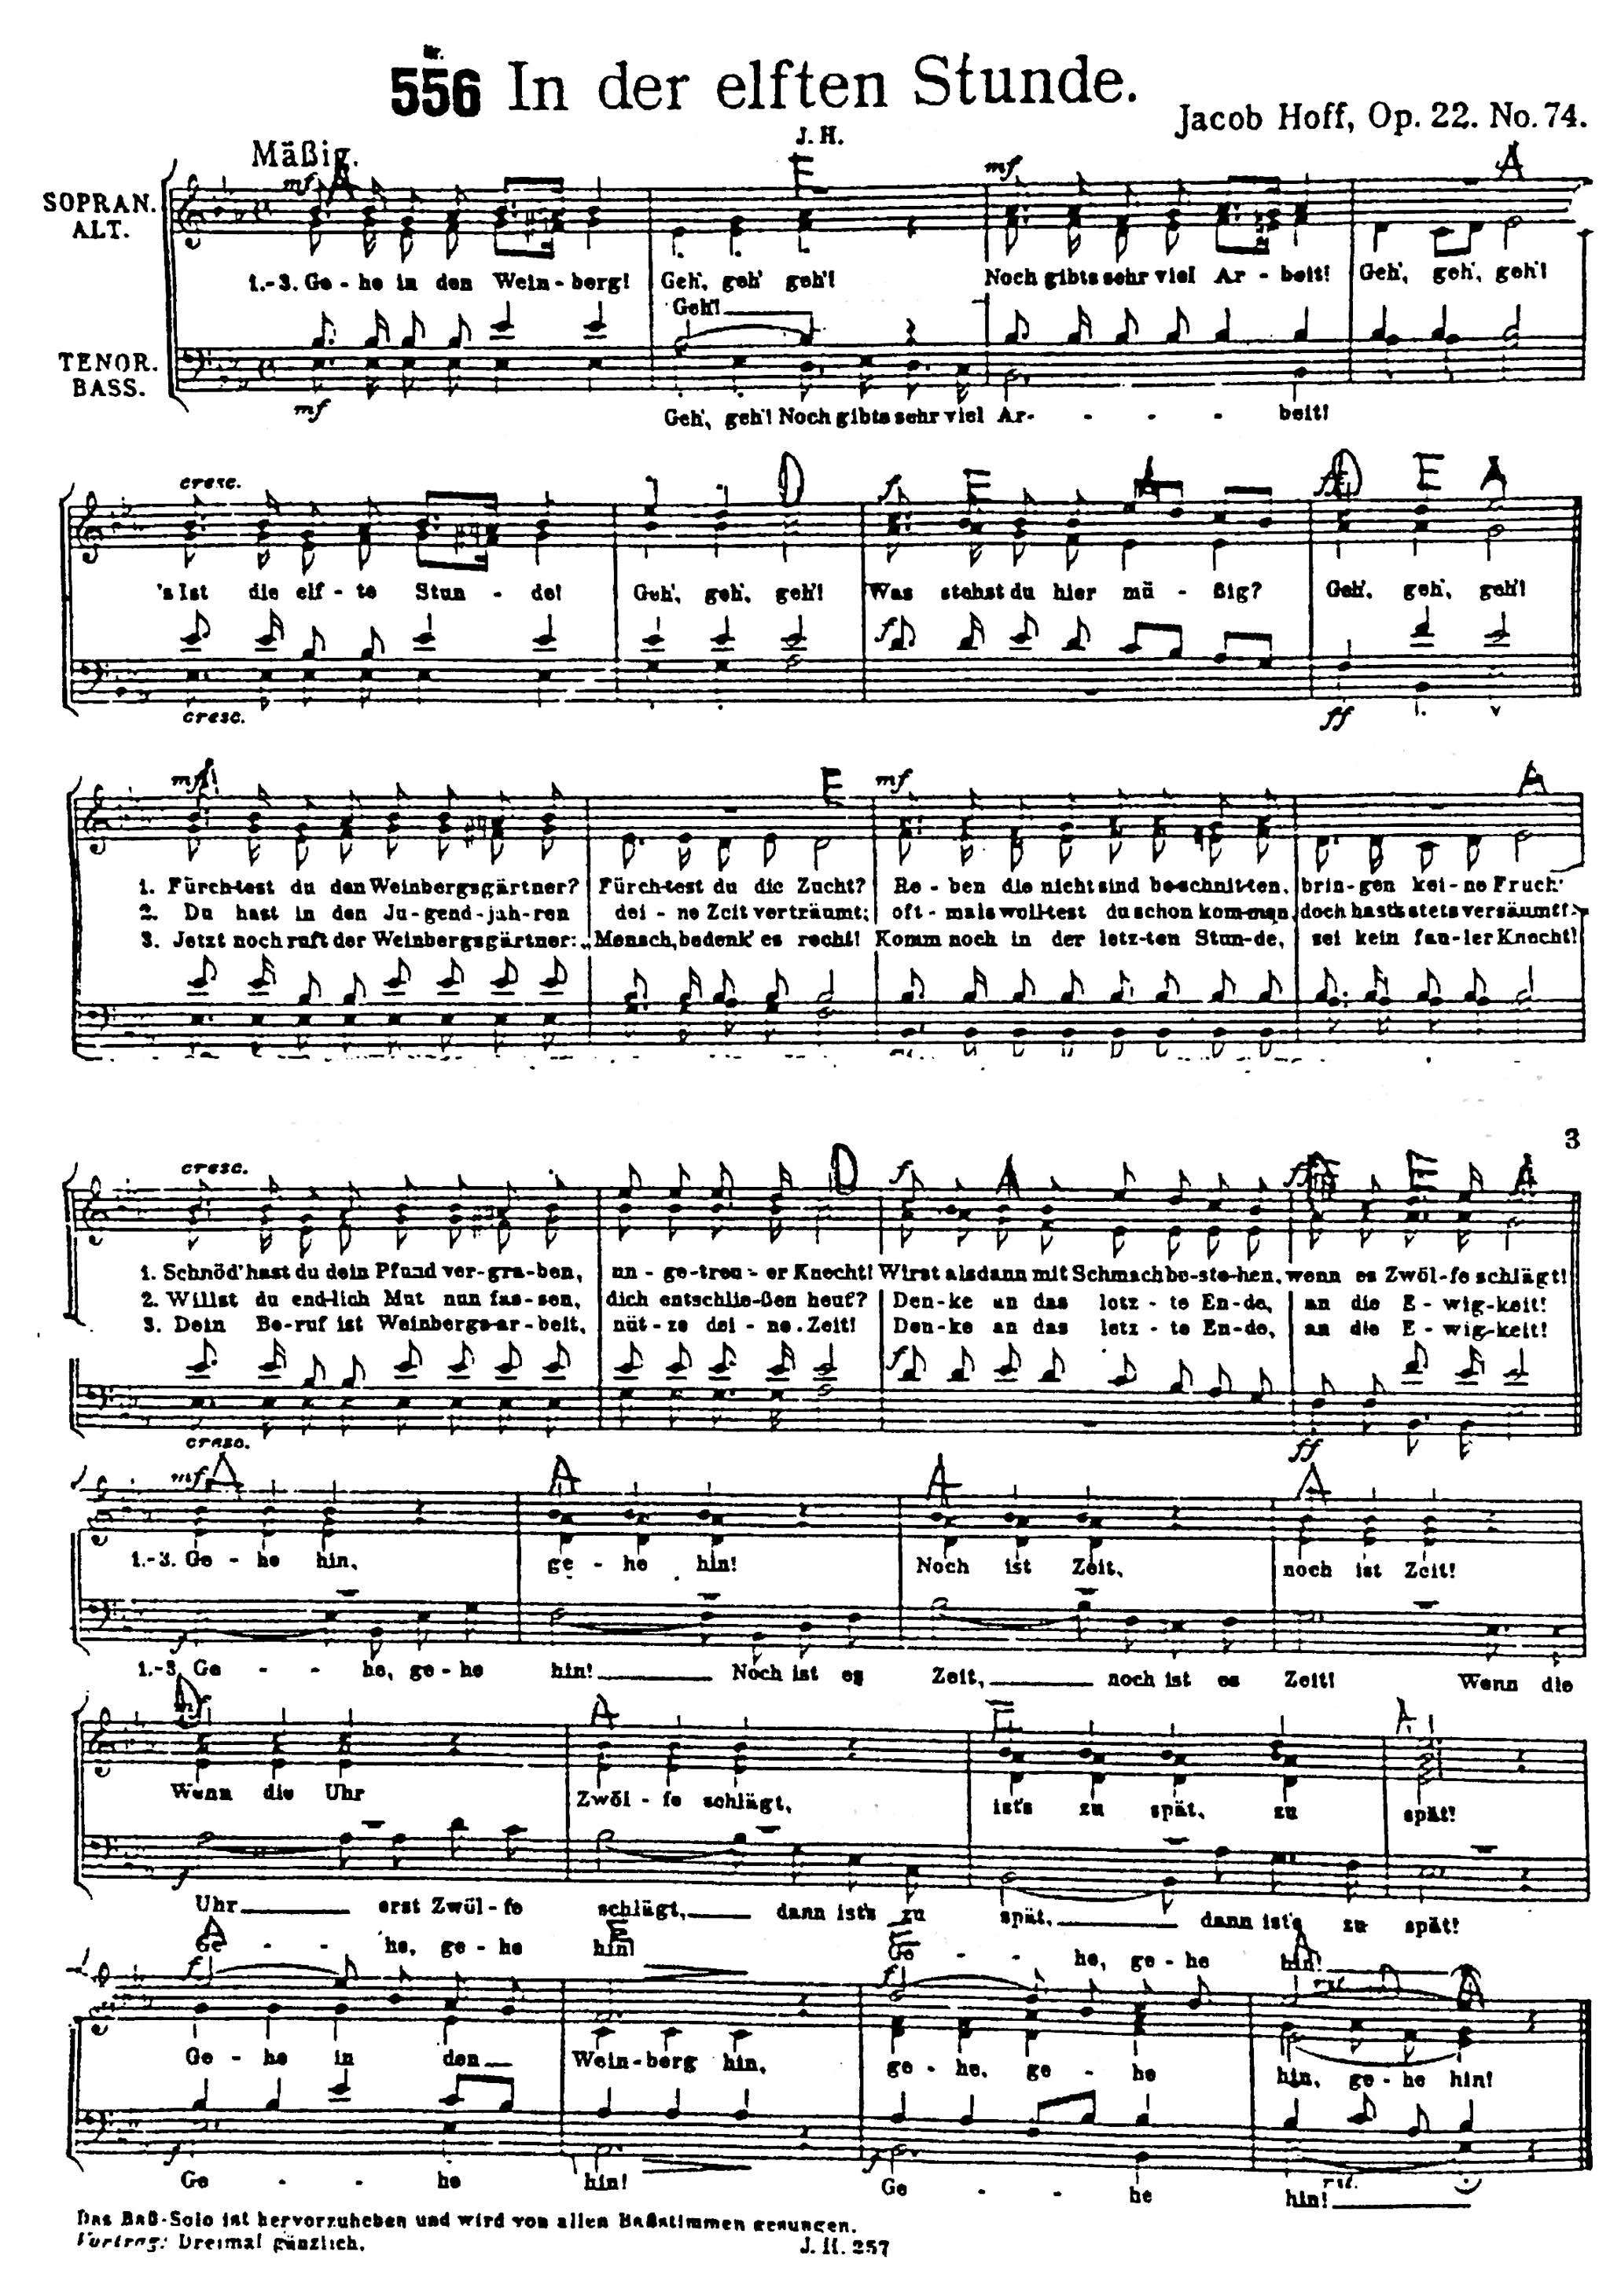 Nr.
556 In der elften Stunde.
Jacob Hoff, Op. 22. No. 74.
J. H.
Mäßig.
mf A E mf A
SOPRAN.
ALT.
1.-3. Ge - he in den Wein - berg! Geh', geh' geh'! Noch gibts sehr viel Ar - beit! Geh', geh', geh'!
Geh'!
TENOR.
BASS.
mf
Geh', geh'! Noch gibts sehr viel Ar - - - - beit!
cresc. D f E A D E A
's Ist die elf - te Stun - de! Geh', geh', geh'! Was stehst du hier mü - ßig? Geh', geh', geh'!
f
cresc. ff
mf E mf A
1. Fürch-test du den Weinbergsgärtner? Fürch-test du die Zucht? Re - ben die nicht sind be-schnit-ten, brin-gen kei - ne
2. Du hast in den Ju-gend-jah-ren dei - ne Zeit verträumt; oft - mals woll-test du schon kom-men, doch hast's stets versäumt!
3. Jetzt noch ruft der Weinbergsgärtner: „Mensch, bedenk' es recht! Komm noch in der letz-ten Stun-de, sei kein fau-ler Knecht!
3
cresc. D f A E A
1. Schnöd' hast du dein Pfund ver-gra-ben, un - ge-treu - er Knecht! Wirst alsdann mit Schmach be-ste-hen, wenn es Zwöl-fe schlägt!
2. Willst du end-lich Mut nun fas-sen, dich entschlie-ßen heut'? Den-ke an das letz - te En-de, an die E - wig-keit!
3. Dein Be-ruf ist Weinbergs-ar-beit, nüt - ze dei - ne Zeit! Den-ke an das letz - te En-de, an die E - wig-keit!
f
cresc. ff
mf A A A A
1.-3. Ge - he hin, ge - he hin! Noch ist Zeit, noch ist Zeit!
f
1.-3. Ge - - he, ge - he hin! Noch ist es Zeit, noch ist es Zeit! Wenn die
D A E A
Wenn die Uhr Zwöl - fe schlägt, ist's zu spät, zu spät!
f
Uhr erst Zwöl - fe schlägt, dann ist's zu spät, dann ist's zu spät!
Ge - - he, ge - he hin! Ge - - he, ge - he hin!
A E E A A
f f rit.
Ge - he in den Wein-berg hin, ge - he, ge - he hin, ge - he hin!
f f rit.
Ge - - he hin! Ge - - he hin!
Das Baß-Solo ist hervorzuheben und wird von allen Baßstimmen gesungen.
Vortrag: Dreimal gänzlich.
J. H. 257